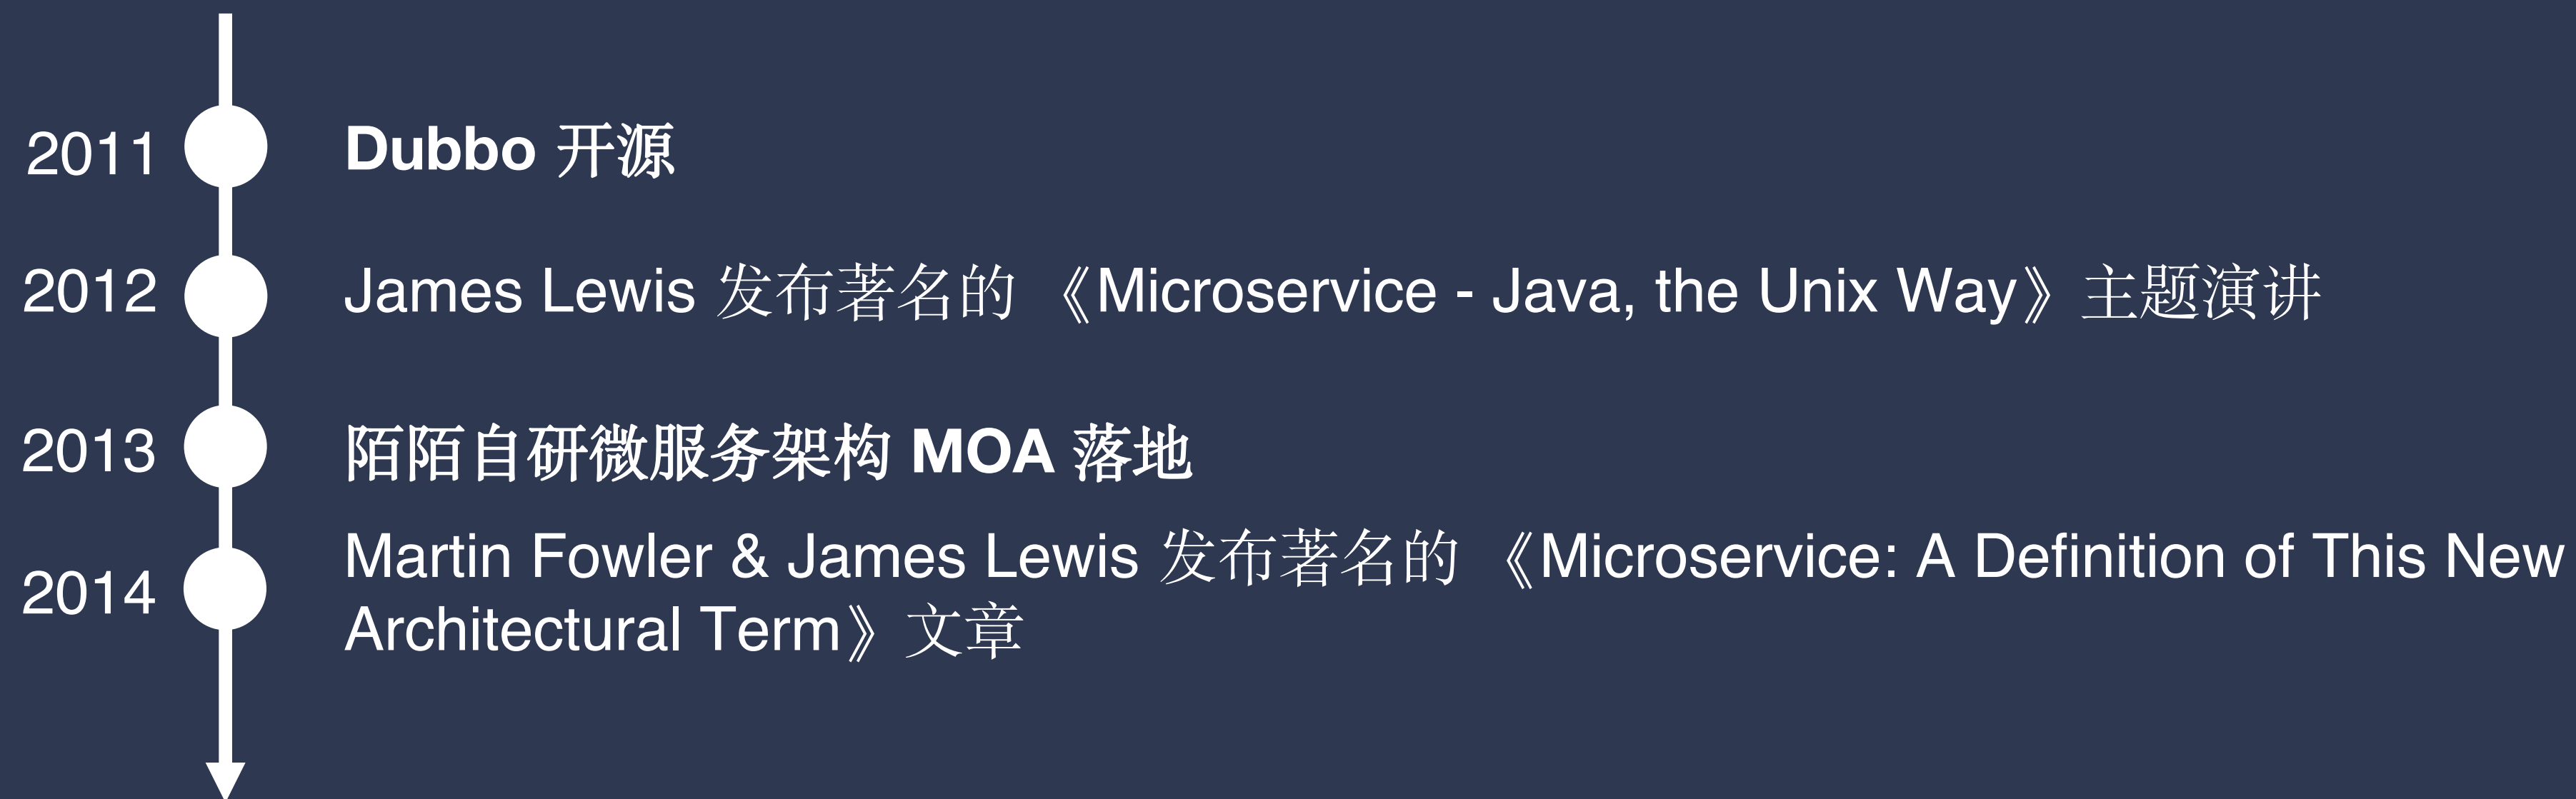 2011 Dubbo 开源
2012 James Lewis 发布著名的 《Microservice - Java, the Unix Way》主题演讲
2013 陌陌自研微服务架构 MOA 落地
2014 Martin Fowler & James Lewis 发布著名的 《Microservice: A Definition of This New
Architectural Term》文章